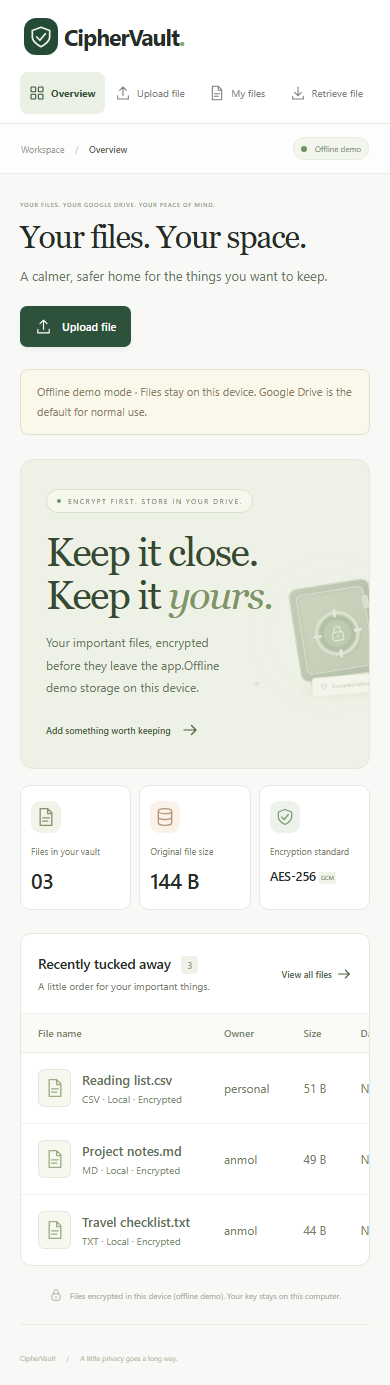 CipherVault.
Overview
Upload file
My files
Retrieve file
Workspace / Overview
Offline demo
YOUR FILES. YOUR GOOGLE DRIVE. YOUR PEACE OF MIND.
Your files. Your space.
A calmer, safer home for the things you want to keep.
Upload file
Offline demo mode · Files stay on this device. Google Drive is the
default for normal use.
ENCRYPT FIRST. STORE IN YOUR DRIVE.
Keep it close.
Keep it yours.
Your important files, encrypted
before they leave the app.Offline
demo storage on this device.
Add something worth keeping
Files in your vault
03
Original file size
144 B
Encryption standard
AES-256 GCM
Recently tucked away 3
A little order for your important things.
View all files
File name Owner Size
Reading list.csv personal 51 B
CSV · Local · Encrypted
Project notes.md anmol 49 B
MD · Local · Encrypted
Travel checklist.txt anmol 44 B
TXT · Local · Encrypted
Files encrypted in this device (offline demo). Your key stays on this computer.
CipherVault / A little privacy goes a long way.